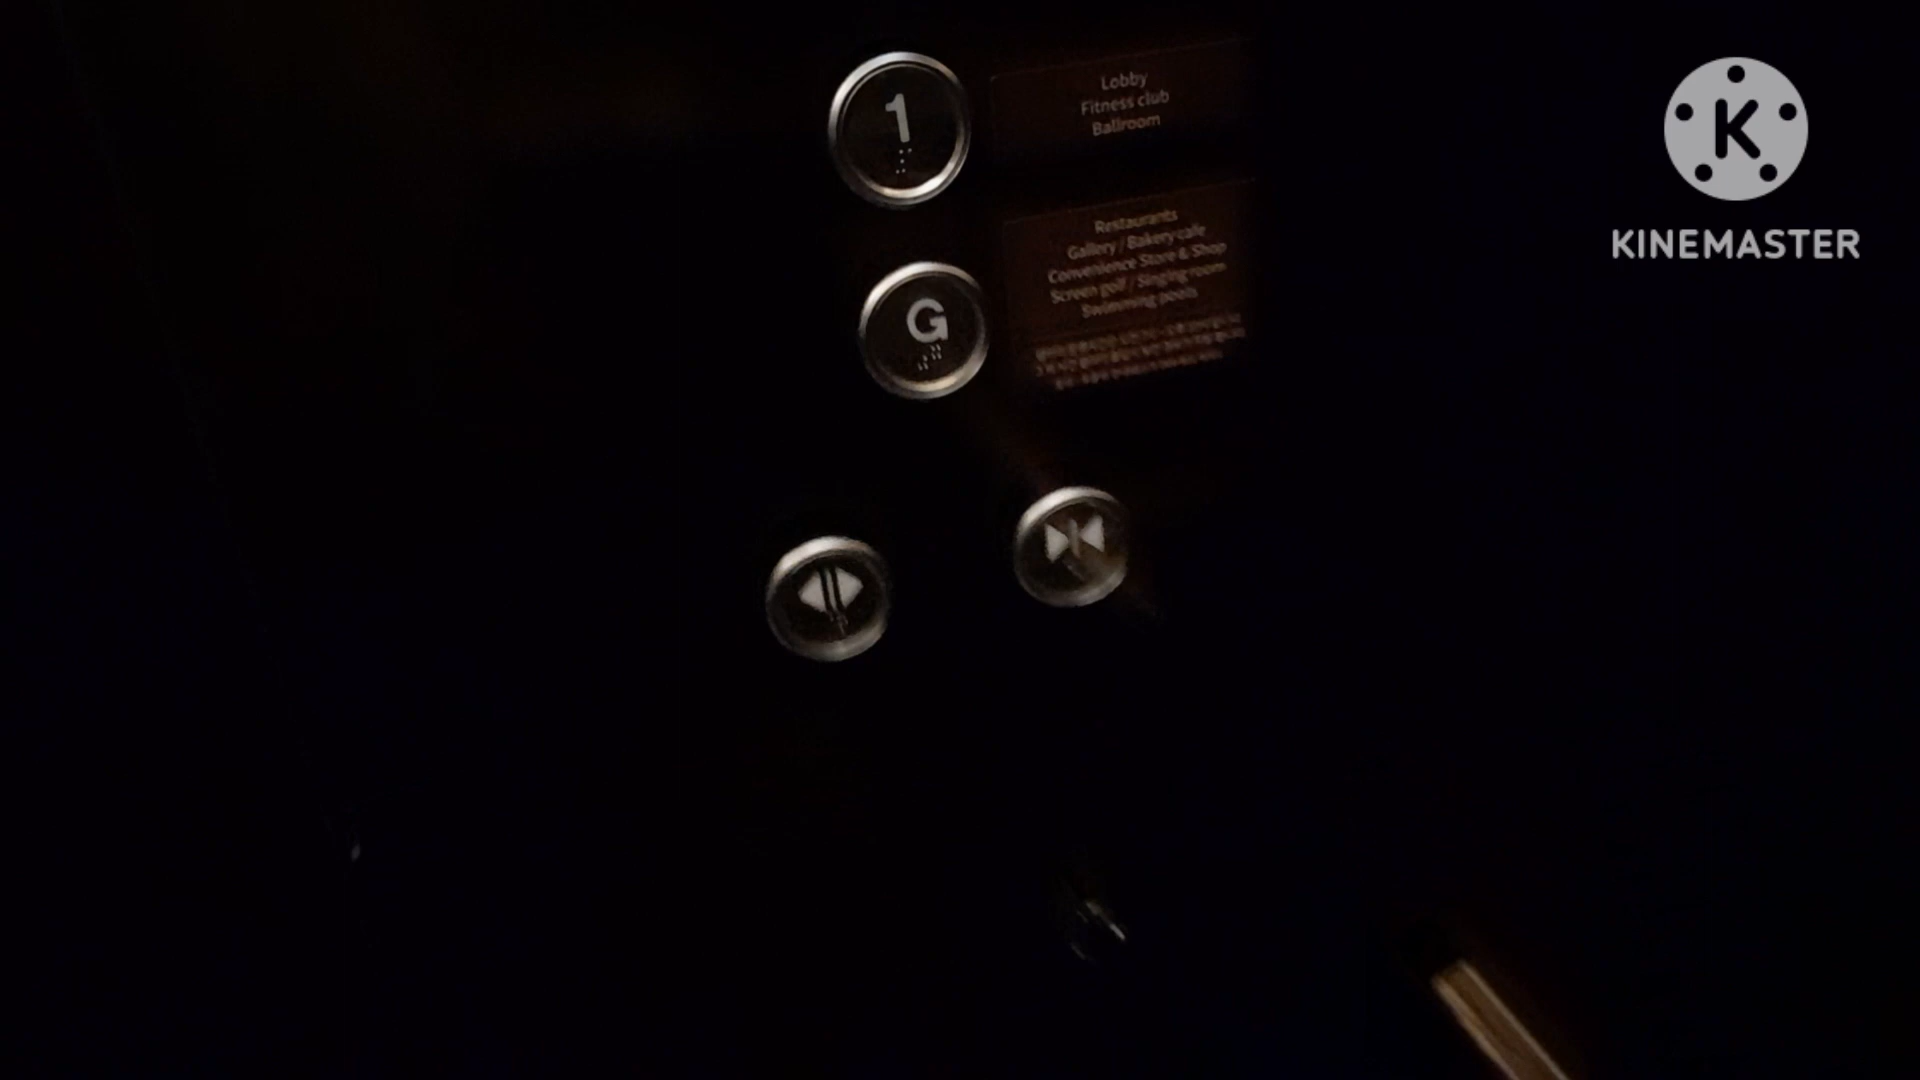 1
Lobby
Fitness club
Ballroom
G
Restaurants
Gallery / Bakery cafe
Convenience Store & Shop
Screen golf / Singing room
Swimming pools
K
KINEMASTER